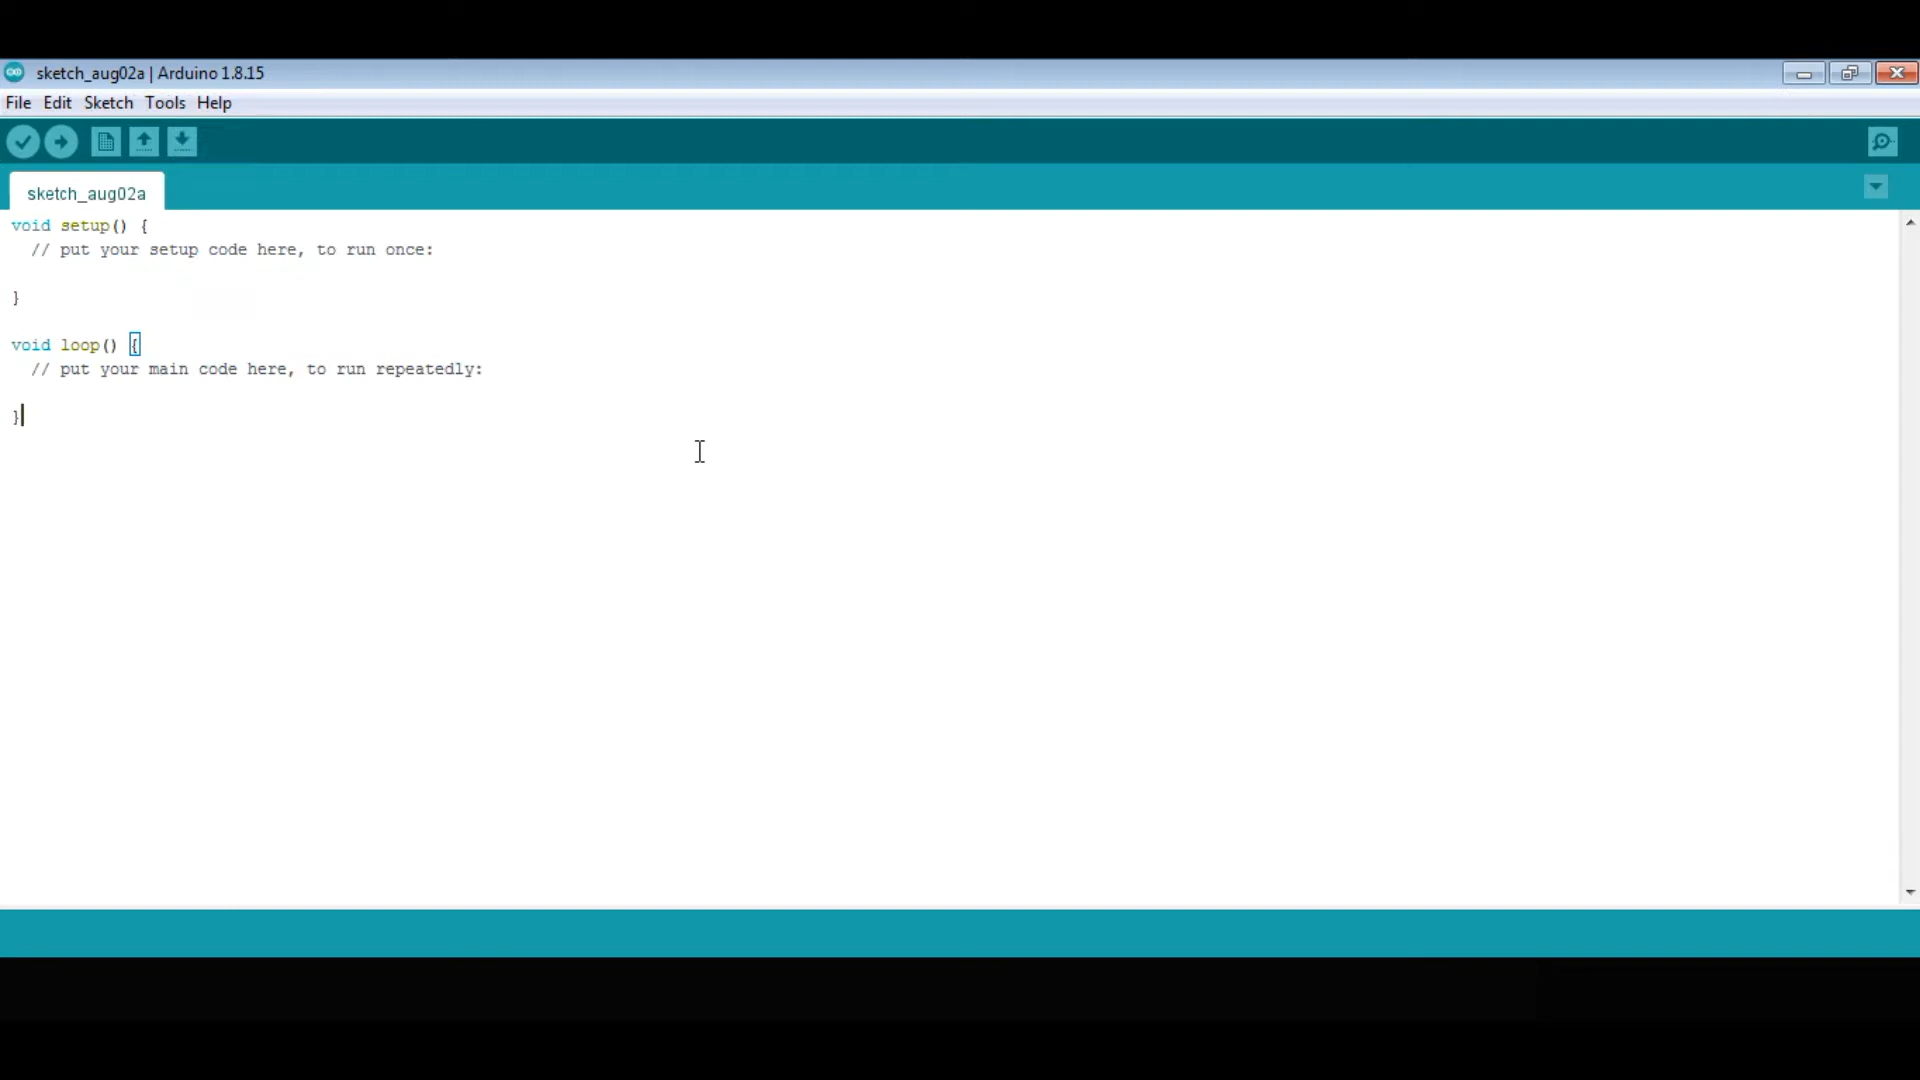 sketch_aug02a | Arduino 1.8.15
File Edit Sketch Tools Help
sketch_aug02a
void setup() {
  // put your setup code here, to run once:
}
void loop() {
  // put your main code here, to run repeatedly:
}